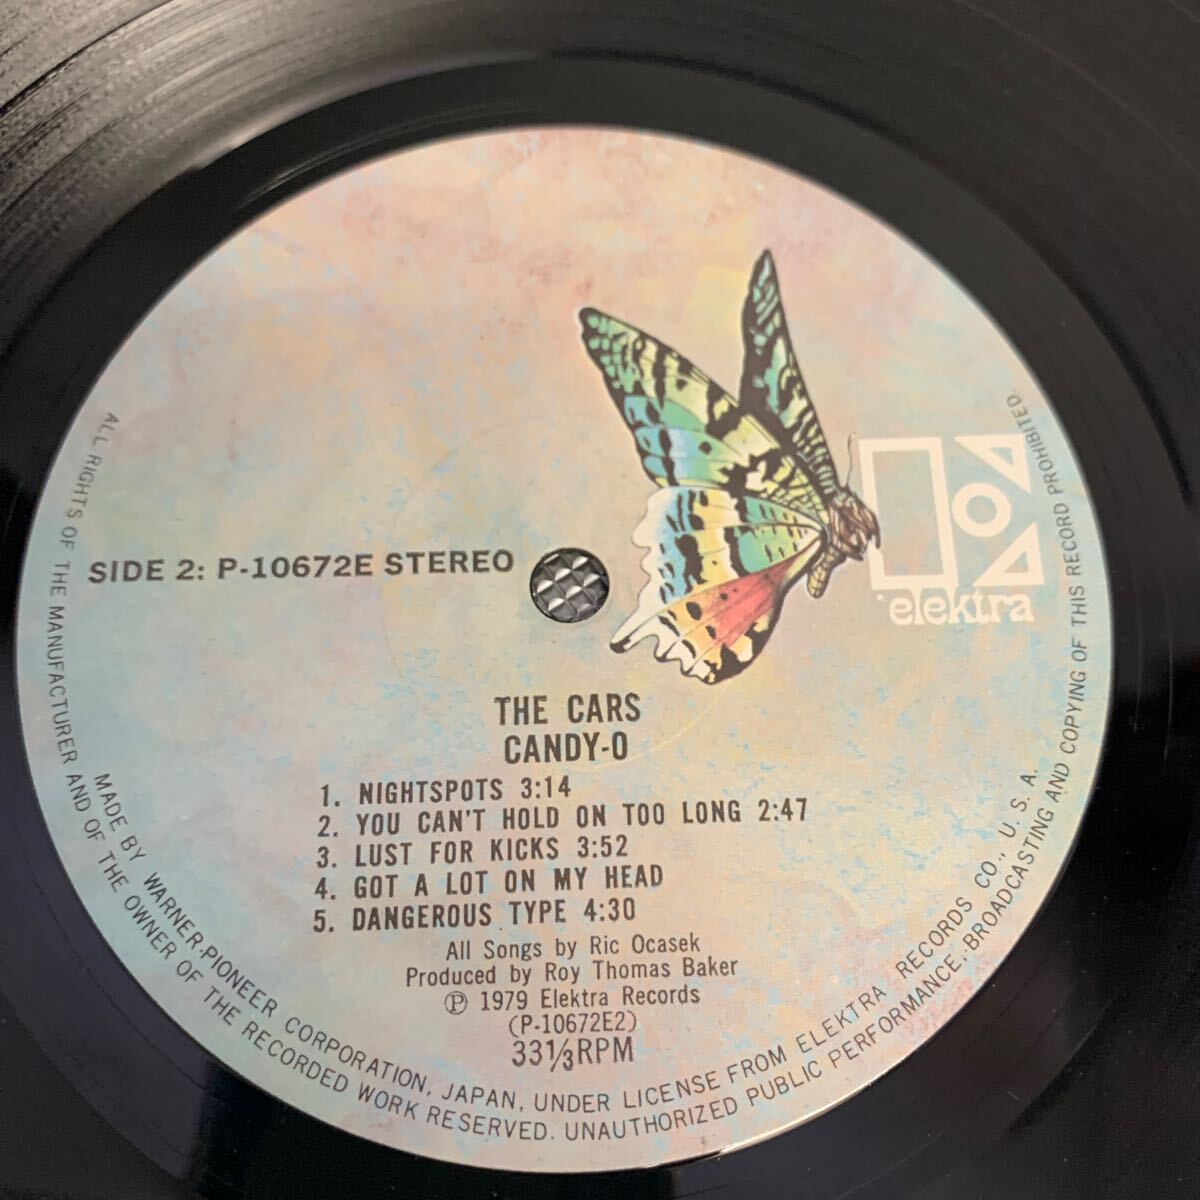 elektra
SIDE 2: P-10672E STEREO
THE CARS
CANDY-O
1. NIGHTSPOTS 3:14
2. YOU CAN'T HOLD ON TOO LONG 2:47
3. LUST FOR KICKS 3:52
4. GOT A LOT ON MY HEAD
5. DANGEROUS TYPE 4:30
All Songs by Ric Ocasek
Produced by Roy Thomas Baker
℗ 1979 Elektra Records
(P-10672E2)
33⅓RPM
MADE BY WARNER-PIONEER CORPORATION, JAPAN, UNDER LICENSE FROM ELEKTRA RECORDS CO., U. S. A.
ALL RIGHTS OF THE MANUFACTURER AND OF THE OWNER OF THE RECORDED WORK RESERVED. UNAUTHORIZED PUBLIC PERFORMANCE, BROADCASTING AND COPYING OF THIS RECORD PROHIBITED.